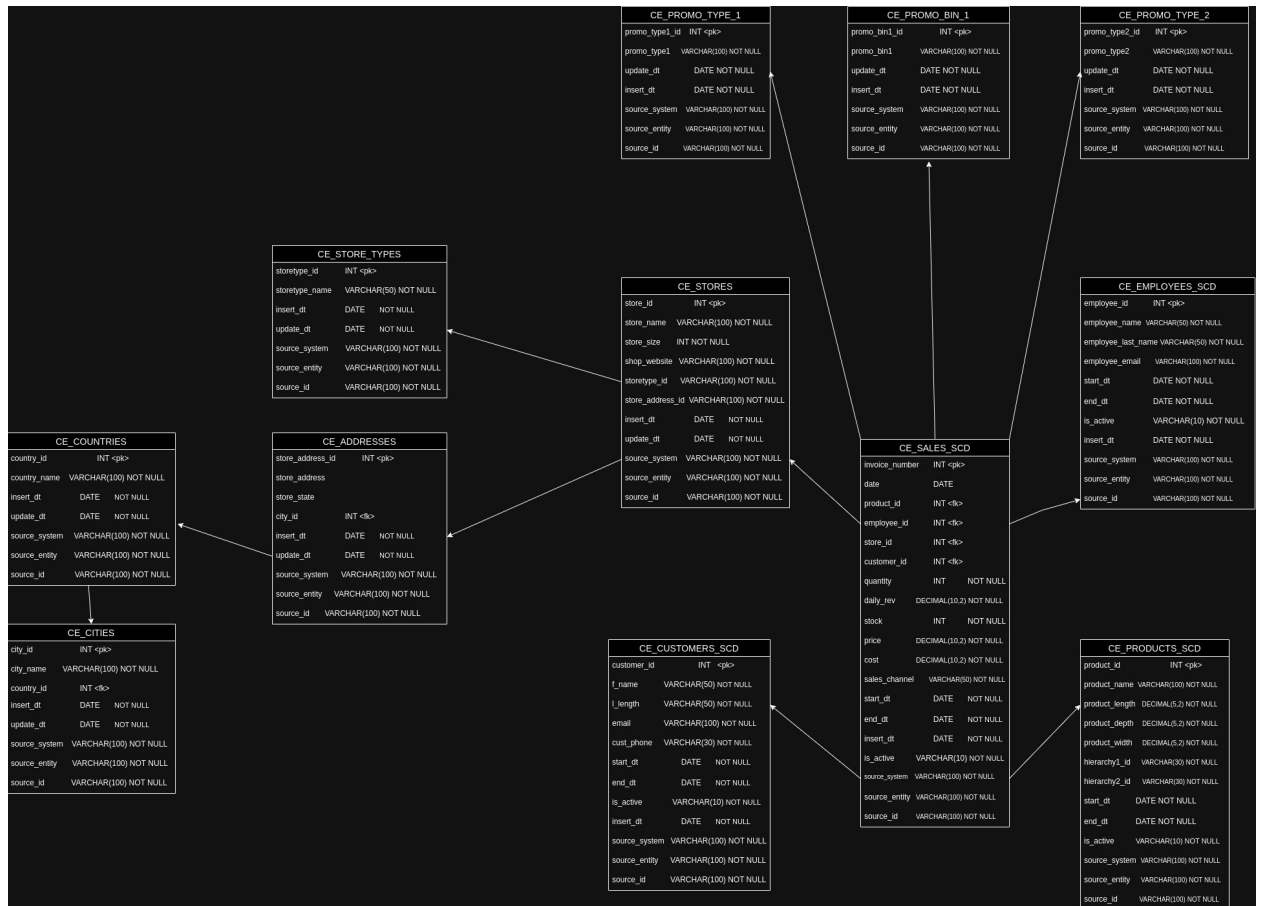 CE_PROMO_TYPE_1
promo_type1_id INT <pk>
promo_type1 VARCHAR(100) NOT NULL
update_dt DATE NOT NULL
insert_dt DATE NOT NULL
source_system VARCHAR(100) NOT NULL
source_entity VARCHAR(100) NOT NULL
source_id VARCHAR(100) NOT NULL
CE_PROMO_BIN_1
promo_bin1_id INT <pk>
promo_bin1 VARCHAR(100) NOT NULL
update_dt DATE NOT NULL
insert_dt DATE NOT NULL
source_system VARCHAR(100) NOT NULL
source_entity VARCHAR(100) NOT NULL
source_id VARCHAR(100) NOT NULL
CE_PROMO_TYPE_2
promo_type2_id INT <pk>
promo_type2 VARCHAR(100) NOT NULL
update_dt DATE NOT NULL
insert_dt DATE NOT NULL
source_system VARCHAR(100) NOT NULL
source_entity VARCHAR(100) NOT NULL
source_id VARCHAR(100) NOT NULL
CE_STORE_TYPES
storetype_id INT <pk>
storetype_name VARCHAR(50) NOT NULL
insert_dt DATE NOT NULL
update_dt DATE NOT NULL
source_system VARCHAR(100) NOT NULL
source_entity VARCHAR(100) NOT NULL
source_id VARCHAR(100) NOT NULL
CE_STORES
store_id INT <pk>
store_name VARCHAR(100) NOT NULL
store_size INT NOT NULL
shop_website VARCHAR(100) NOT NULL
storetype_id VARCHAR(100) NOT NULL
store_address_id VARCHAR(100) NOT NULL
insert_dt DATE NOT NULL
update_dt DATE NOT NULL
source_system VARCHAR(100) NOT NULL
source_entity VARCHAR(100) NOT NULL
source_id VARCHAR(100) NOT NULL
CE_EMPLOYEES_SCD
employee_id INT <pk>
employee_name VARCHAR(50) NOT NULL
employee_last_name VARCHAR(50) NOT NULL
employee_email VARCHAR(100) NOT NULL
start_dt DATE NOT NULL
end_dt DATE NOT NULL
is_active VARCHAR(10) NOT NULL
insert_dt DATE NOT NULL
source_system VARCHAR(100) NOT NULL
source_entity VARCHAR(100) NOT NULL
source_id VARCHAR(100) NOT NULL
CE_COUNTRIES
country_id INT <pk>
country_name VARCHAR(100) NOT NULL
insert_dt DATE NOT NULL
update_dt DATE NOT NULL
source_system VARCHAR(100) NOT NULL
source_entity VARCHAR(100) NOT NULL
source_id VARCHAR(100) NOT NULL
CE_ADDRESSES
store_address_id INT <pk>
store_address
store_state
city_id INT <fk>
insert_dt DATE NOT NULL
update_dt DATE NOT NULL
source_system VARCHAR(100) NOT NULL
source_entity VARCHAR(100) NOT NULL
source_id VARCHAR(100) NOT NULL
CE_SALES_SCD
invoice_number INT <pk>
date DATE
product_id INT <fk>
employee_id INT <fk>
store_id INT <fk>
customer_id INT <fk>
quantity INT NOT NULL
daily_rev DECIMAL(10,2) NOT NULL
stock INT NOT NULL
price DECIMAL(10,2) NOT NULL
cost DECIMAL(10,2) NOT NULL
sales_channel VARCHAR(50) NOT NULL
start_dt DATE NOT NULL
end_dt DATE NOT NULL
insert_dt DATE NOT NULL
is_active VARCHAR(10) NOT NULL
source_system VARCHAR(100) NOT NULL
source_entity VARCHAR(100) NOT NULL
source_id VARCHAR(100) NOT NULL
CE_CITIES
city_id INT <pk>
city_name VARCHAR(100) NOT NULL
country_id INT <fk>
insert_dt DATE NOT NULL
update_dt DATE NOT NULL
source_system VARCHAR(100) NOT NULL
source_entity VARCHAR(100) NOT NULL
source_id VARCHAR(100) NOT NULL
CE_CUSTOMERS_SCD
customer_id INT <pk>
f_name VARCHAR(50) NOT NULL
l_length VARCHAR(50) NOT NULL
email VARCHAR(100) NOT NULL
cust_phone VARCHAR(30) NOT NULL
start_dt DATE NOT NULL
end_dt DATE NOT NULL
is_active VARCHAR(10) NOT NULL
insert_dt DATE NOT NULL
source_system VARCHAR(100) NOT NULL
source_entity VARCHAR(100) NOT NULL
source_id VARCHAR(100) NOT NULL
CE_PRODUCTS_SCD
product_id INT <pk>
product_name VARCHAR(100) NOT NULL
product_length DECIMAL(5,2) NOT NULL
product_depth DECIMAL(5,2) NOT NULL
product_width DECIMAL(5,2) NOT NULL
hierarchy1_id VARCHAR(30) NOT NULL
hierarchy2_id VARCHAR(30) NOT NULL
start_dt DATE NOT NULL
end_dt DATE NOT NULL
is_active VARCHAR(10) NOT NULL
source_system VARCHAR(100) NOT NULL
source_entity VARCHAR(100) NOT NULL
source_id VARCHAR(100) NOT NULL